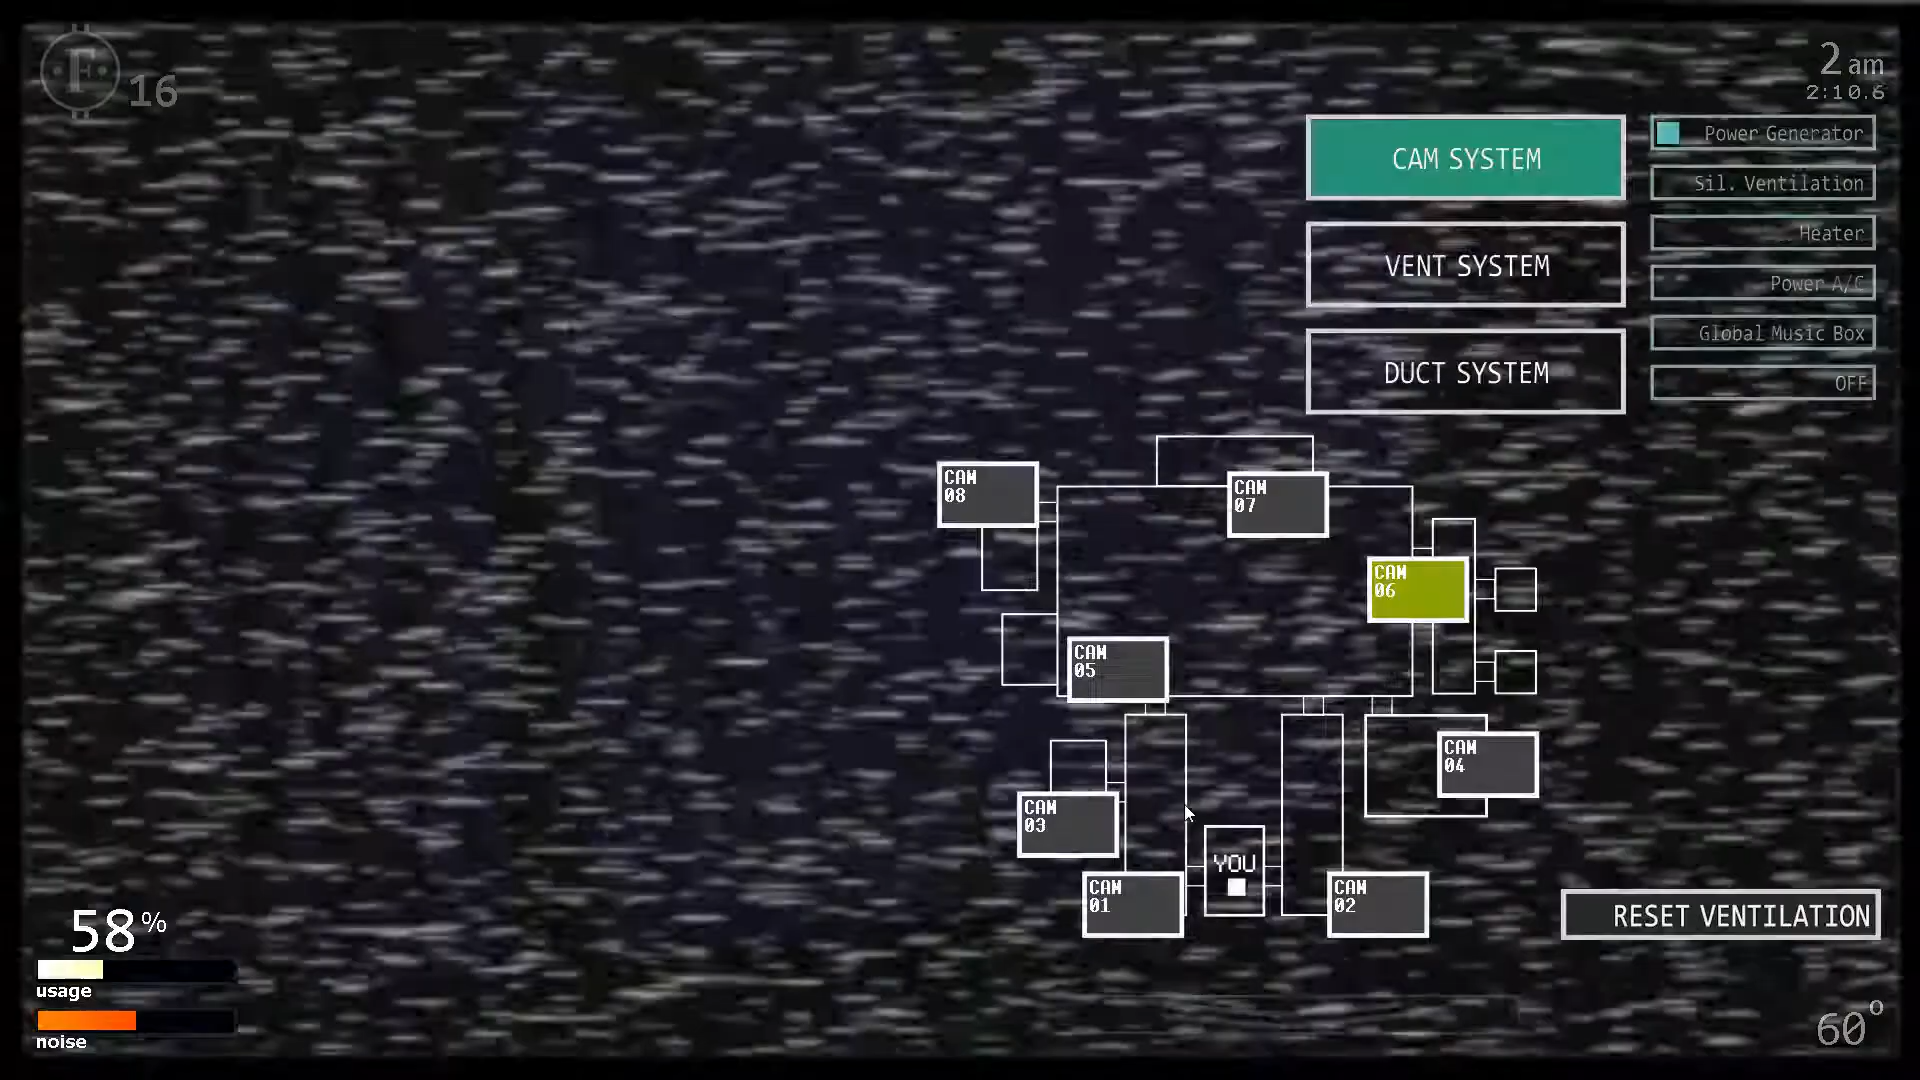 F 16
2 am
2:10.6
CAM SYSTEM
Power Generator
Sil. Ventilation
VENT SYSTEM
Heater
Power A/C
Global Music Box
DUCT SYSTEM
OFF
CAM
08
CAM
07
CAM
06
CAM
05
CAM
04
CAM
03
YOU
CAM
01
CAM
02
RESET VENTILATION
58%
usage
noise
60°